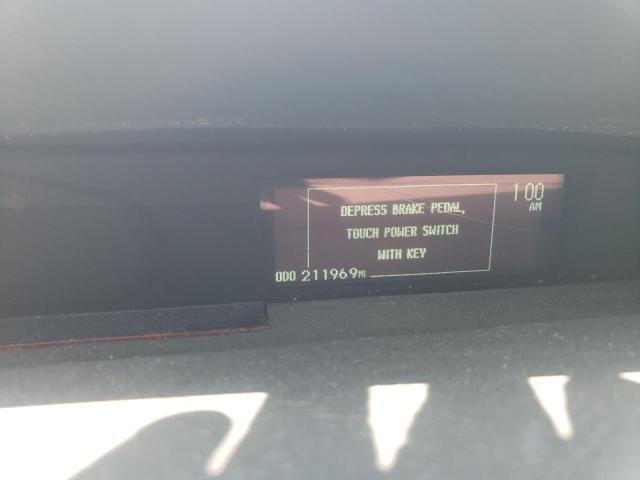 1:00
AM
DEPRESS BRAKE PEDAL,
TOUCH POWER SWITCH
WITH KEY
ODO 211969 MI